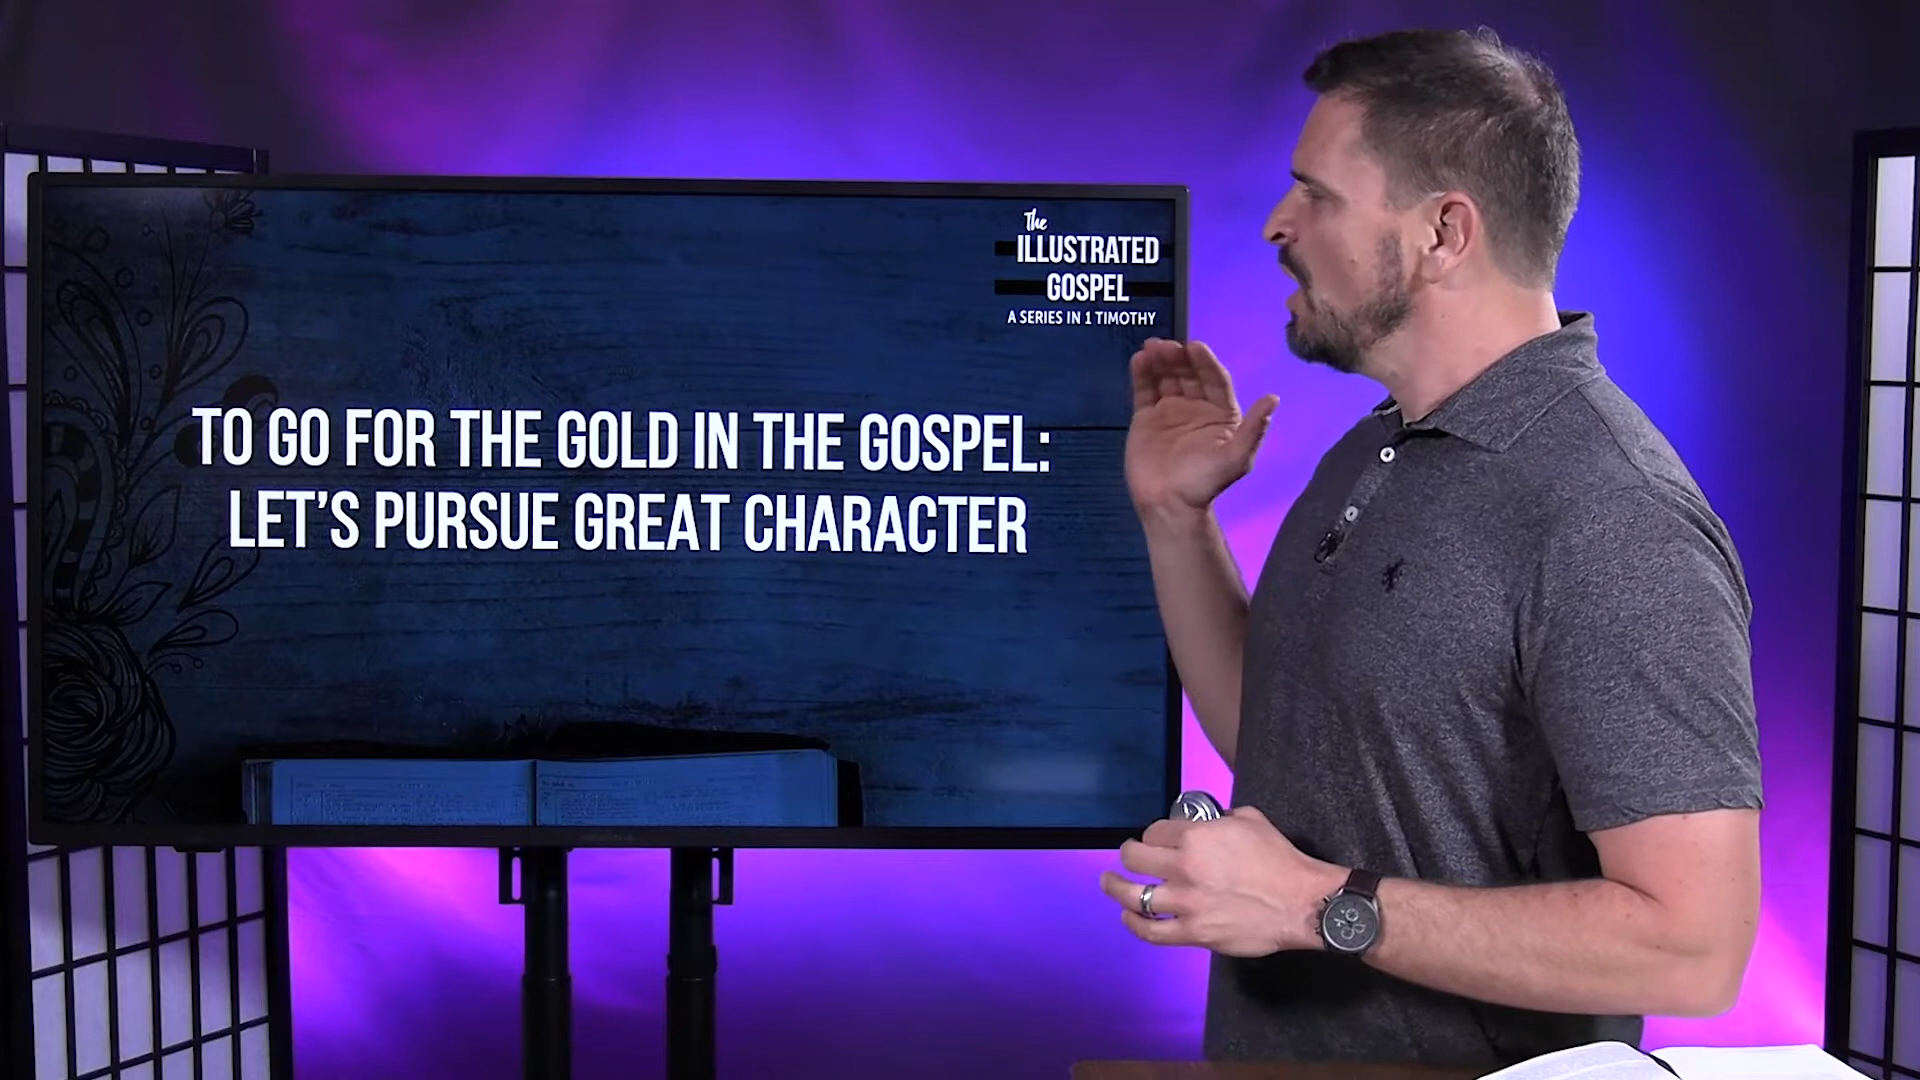 The
ILLUSTRATED
GOSPEL
A SERIES IN 1 TIMOTHY
TO GO FOR THE GOLD IN THE GOSPEL:
LET'S PURSUE GREAT CHARACTER